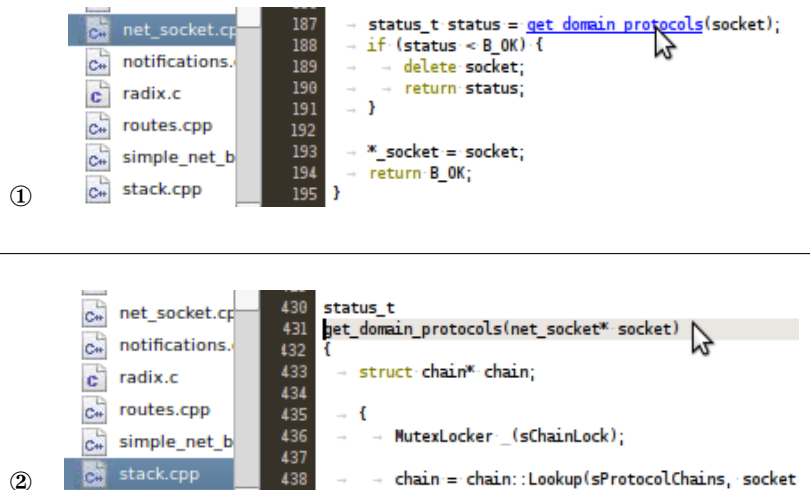 net_socket.cp
notifications.
radix.c
routes.cpp
simple_net_b
stack.cpp
①
187 → status_t·status·=·get_domain_protocols(socket);
188 → if·(status·<·B_OK)·{
189 → → delete·socket;
190 → → return·status;
191 → }
192
193 → *_socket·=·socket;
194 → return·B_OK;
195 }
net_socket.cp
notifications.
radix.c
routes.cpp
simple_net_b
stack.cpp
②
430 status_t
431 get_domain_protocols(net_socket*·socket)
432 {
433 → struct·chain*·chain;
434
435 → {
436 → → MutexLocker·_(sChainLock);
437
438 → → chain·=·chain::Lookup(sProtocolChains,·socket